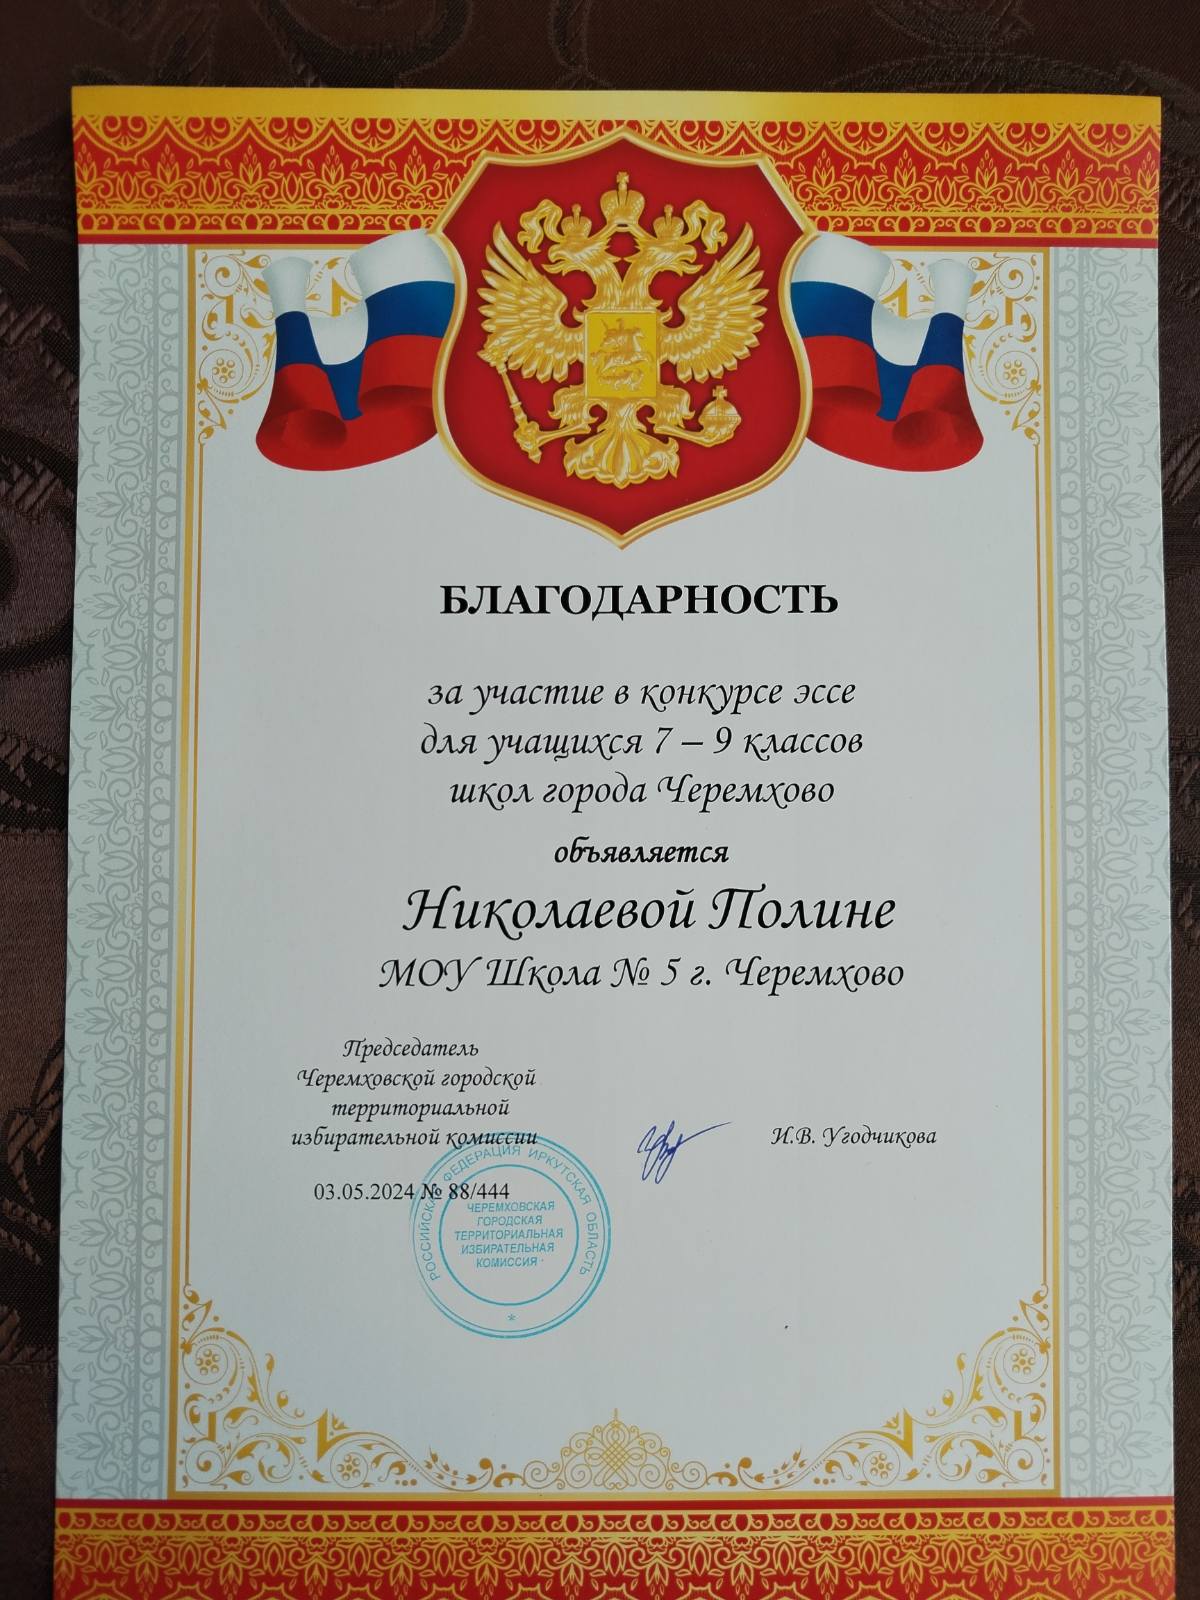 БЛАГОДАРНОСТЬ
за участие в конкурсе эссе
для учащихся 7 – 9 классов
школ города Черемхово
объявляется
Николаевой Полине
МОУ Школа № 5 г. Черемхово
Председатель
Черемховской городской
территориальной
избирательной комиссии
И.В. Угодчикова
03.05.2024 № 88/444
РОССИЙСКАЯ ФЕДЕРАЦИЯ ИРКУТСКАЯ ОБЛАСТЬ
ЧЕРЕМХОВСКАЯ
ГОРОДСКАЯ
ТЕРРИТОРИАЛЬНАЯ
ИЗБИРАТЕЛЬНАЯ
КОМИССИЯ